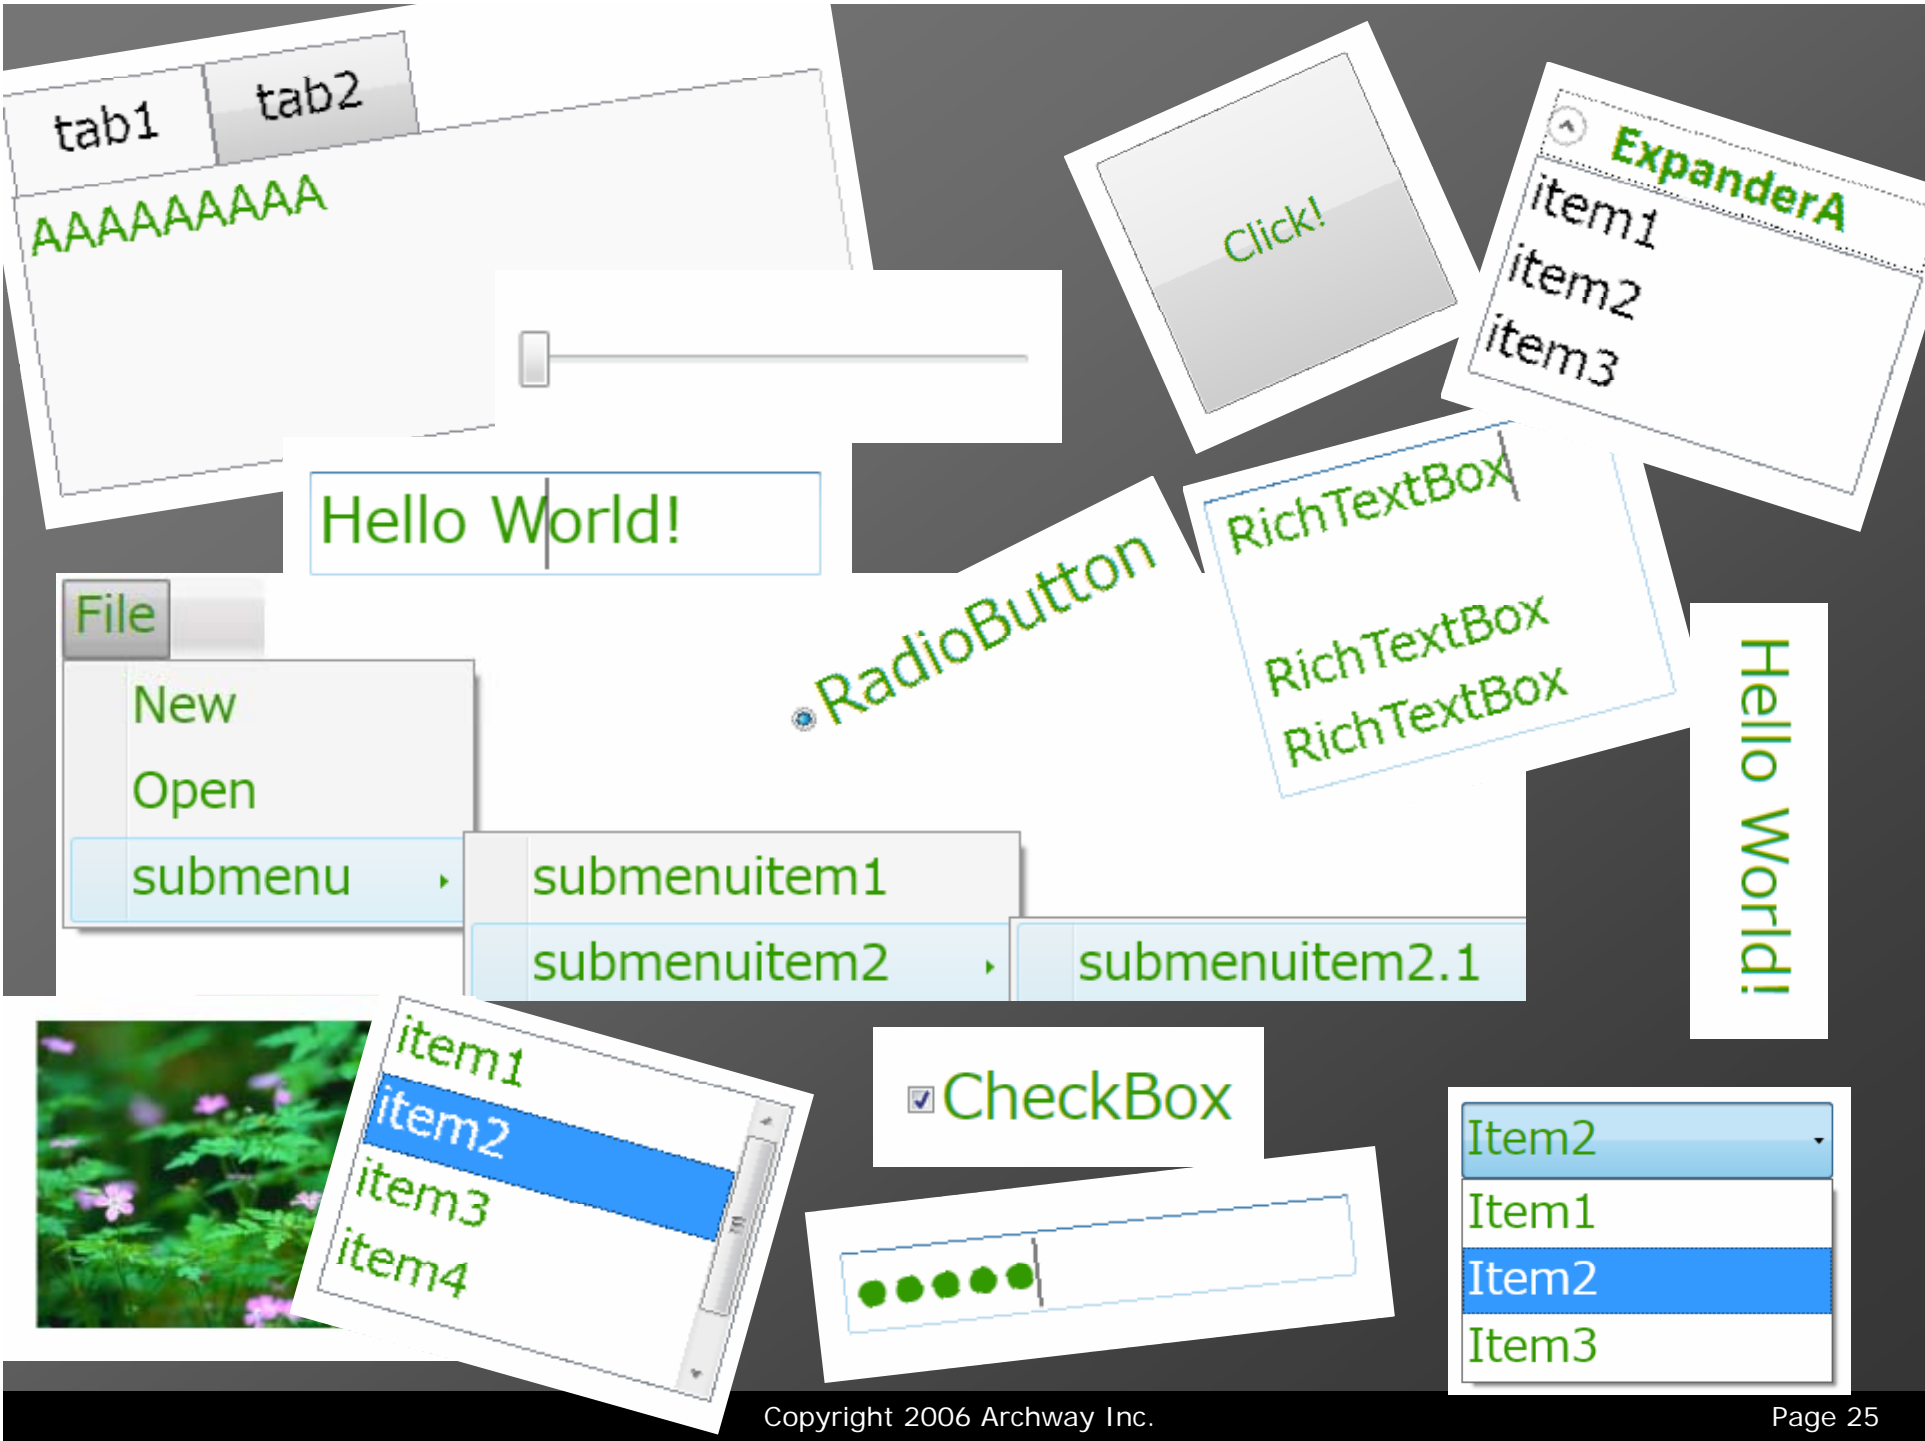 tab1
tab2
AAAAAAAAA
Click!
ExpanderA
item1
item2
item3
Hello World!
RichTextBox
RichTextBox
RichTextBox
RadioButton
Hello World!
File
New
Open
submenu
submenuitem1
submenuitem2
submenuitem2.1
item1
item2
item3
item4
CheckBox
Item2
Item1
Item2
Item3
Copyright 2006 Archway Inc.
Page 25